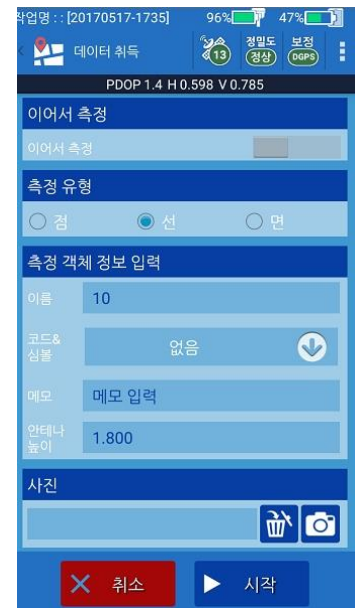 작업명 : : [20170517-1735] 96% 47%
데이터 취득 13 정밀도 정상 보정 DGPS
PDOP 1.4 H 0.598 V 0.785
이어서 측정
이어서 측정
측정 유형
점 선 면
측정 객체 정보 입력
이름 10
코드&
심볼 없음
메모 메모 입력
안테나
높이 1.800
사진
취소 시작